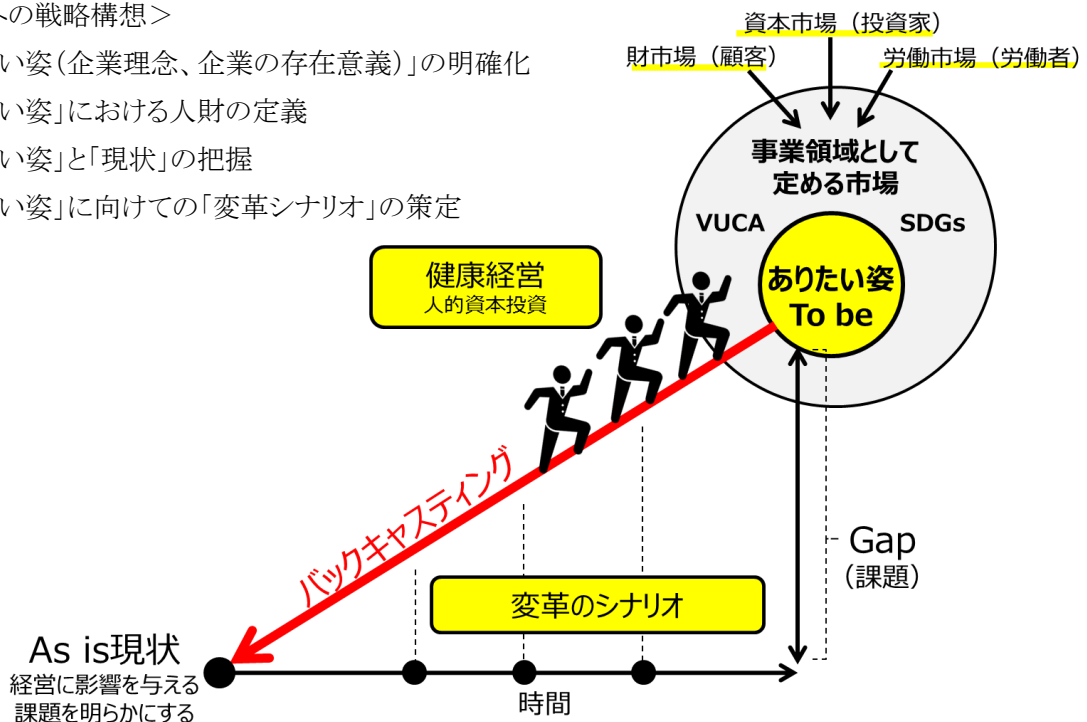 の戦略構想＞
い姿（企業理念、企業の存在意義）」の明確化
い姿」における人財の定義
い姿」と「現状」の把握
い姿」に向けての「変革シナリオ」の策定
資本市場（投資家）
財市場（顧客）
労働市場（労働者）
事業領域として
定める市場
VUCA
SDGs
ありたい姿
To be
健康経営
人的資本投資
バックキャスティング
Gap
（課題）
変革のシナリオ
As is現状
経営に影響を与える
課題を明らかにする
時間